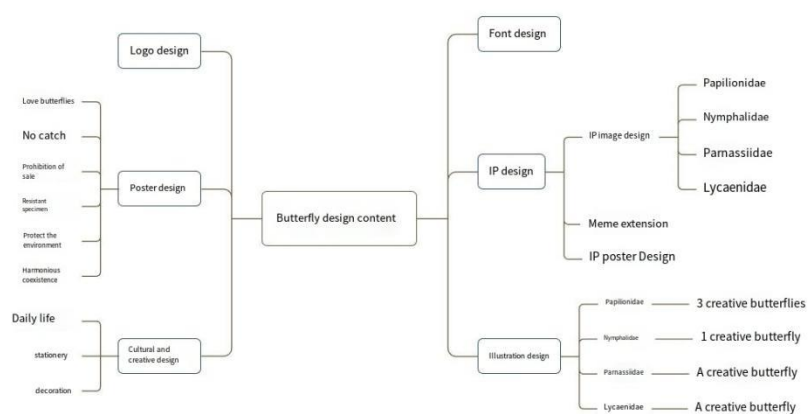 Logo design
Love butterflies
No catch
Prohibition of
sale
Resistant
specimen
Protect the
environment
Harmonious
coexistence
Poster design
Daily life
stationery
decoration
Cultural and
creative design
Butterfly design content
Font design
IP design
IP image design
Papilionidae
Nymphalidae
Parnassiidae
Lycaenidae
Meme extension
IP poster Design
Illustration design
Papilionidae
3 creative butterflies
Nymphalidae
1 creative butterfly
Parnassiidae
A creative butterfly
Lycaenidae
A creative butterfly